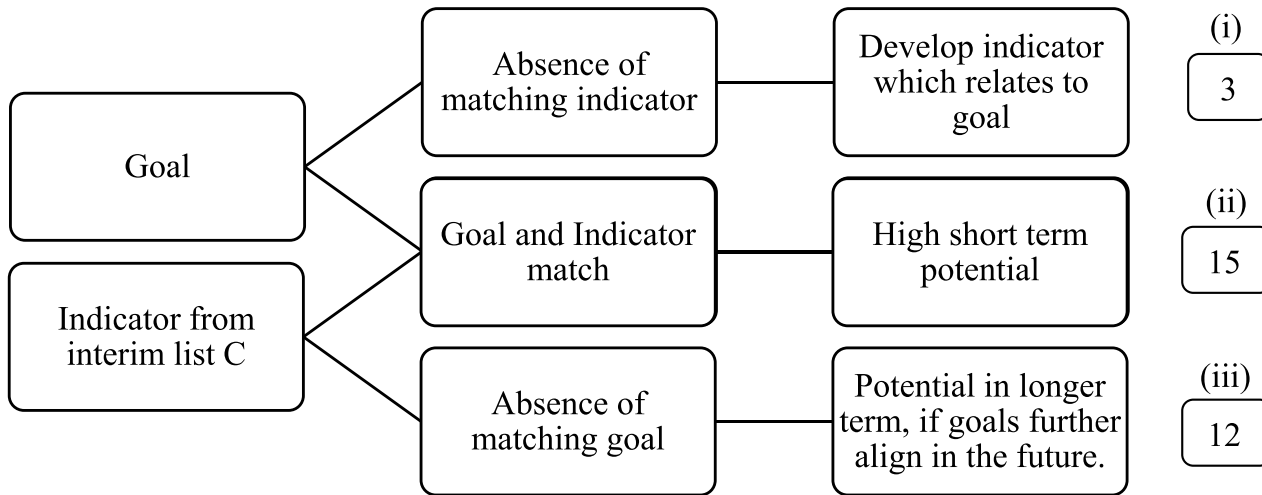 Goal
Indicator from
interim list C
Absence of
matching indicator
Goal and Indicator
match
Absence of
matching goal
Develop indicator
which relates to
goal
High short term
potential
Potential in longer
term, if goals further
align in the future.
(i)
3
(ii)
15
(iii)
12